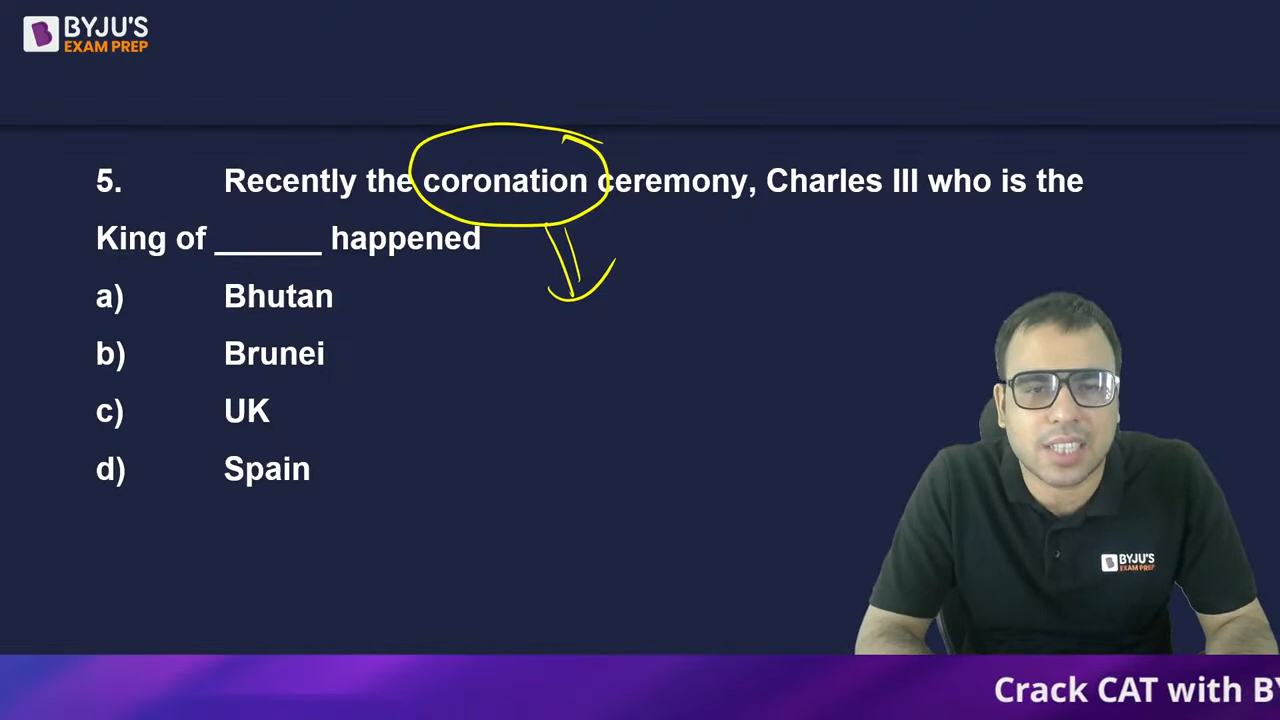 BYJU'S
EXAM PREP
5. Recently the coronation ceremony, Charles III who is the
King of ______ happened
a) Bhutan
b) Brunei
c) UK
d) Spain
BYJU'S
EXAM PREP
Crack CAT with BY